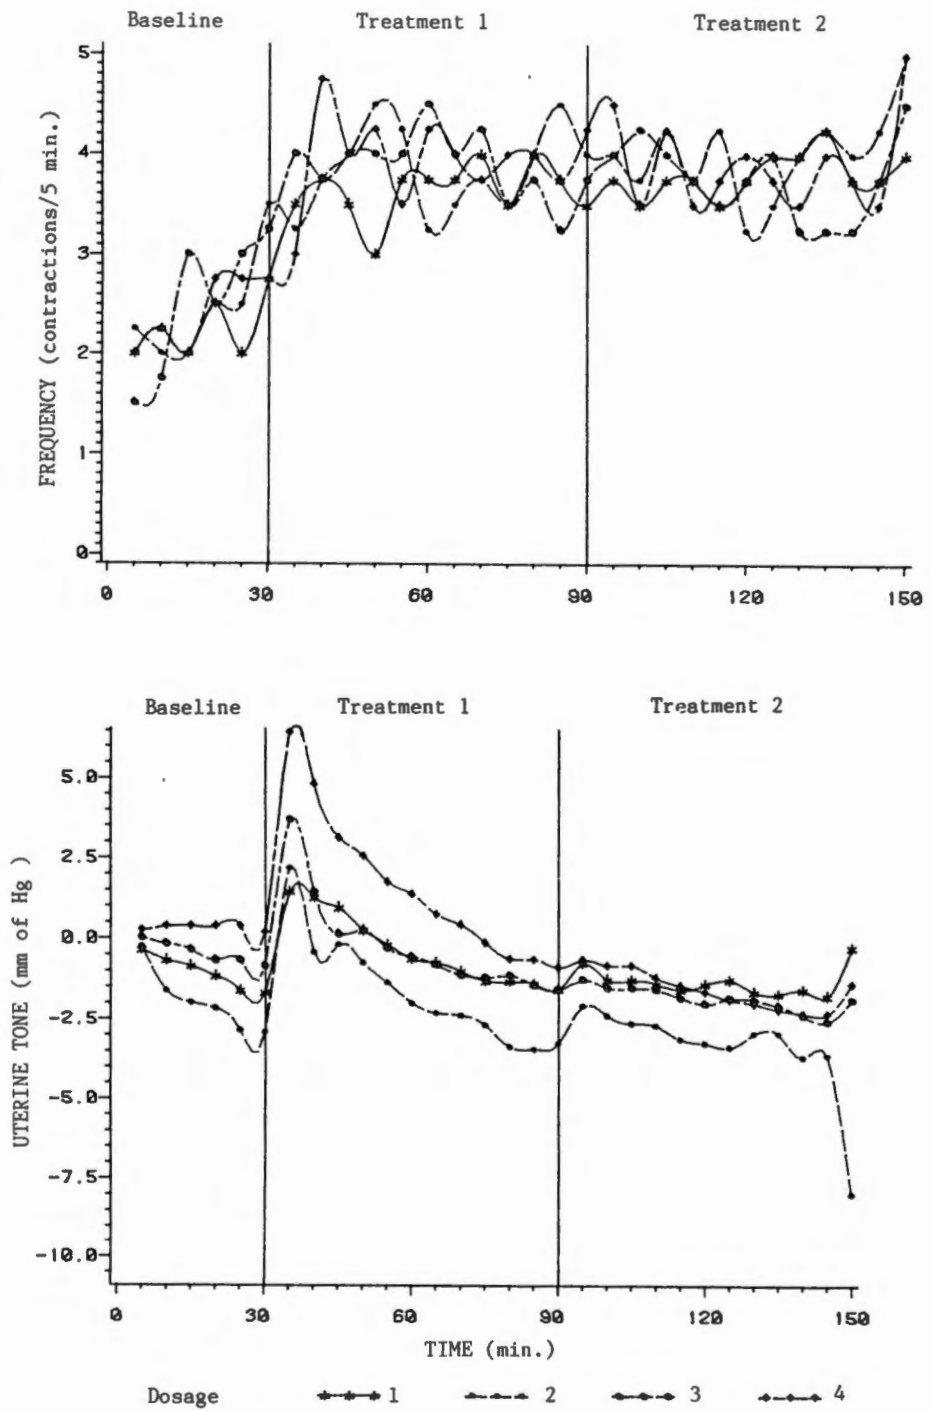 Baseline Treatment 1 Treatment 2
5
4
3
2
1
0
FREQUENCY (contractions/5 min.)
0 30 60 90 120 150
Baseline Treatment 1 Treatment 2
5.0
2.5
0.0
-2.5
-5.0
-7.5
-10.0
UTERINE TONE (mm of Hg )
0 30 60 90 120 150
TIME (min.)
Dosage 1 2 3 4